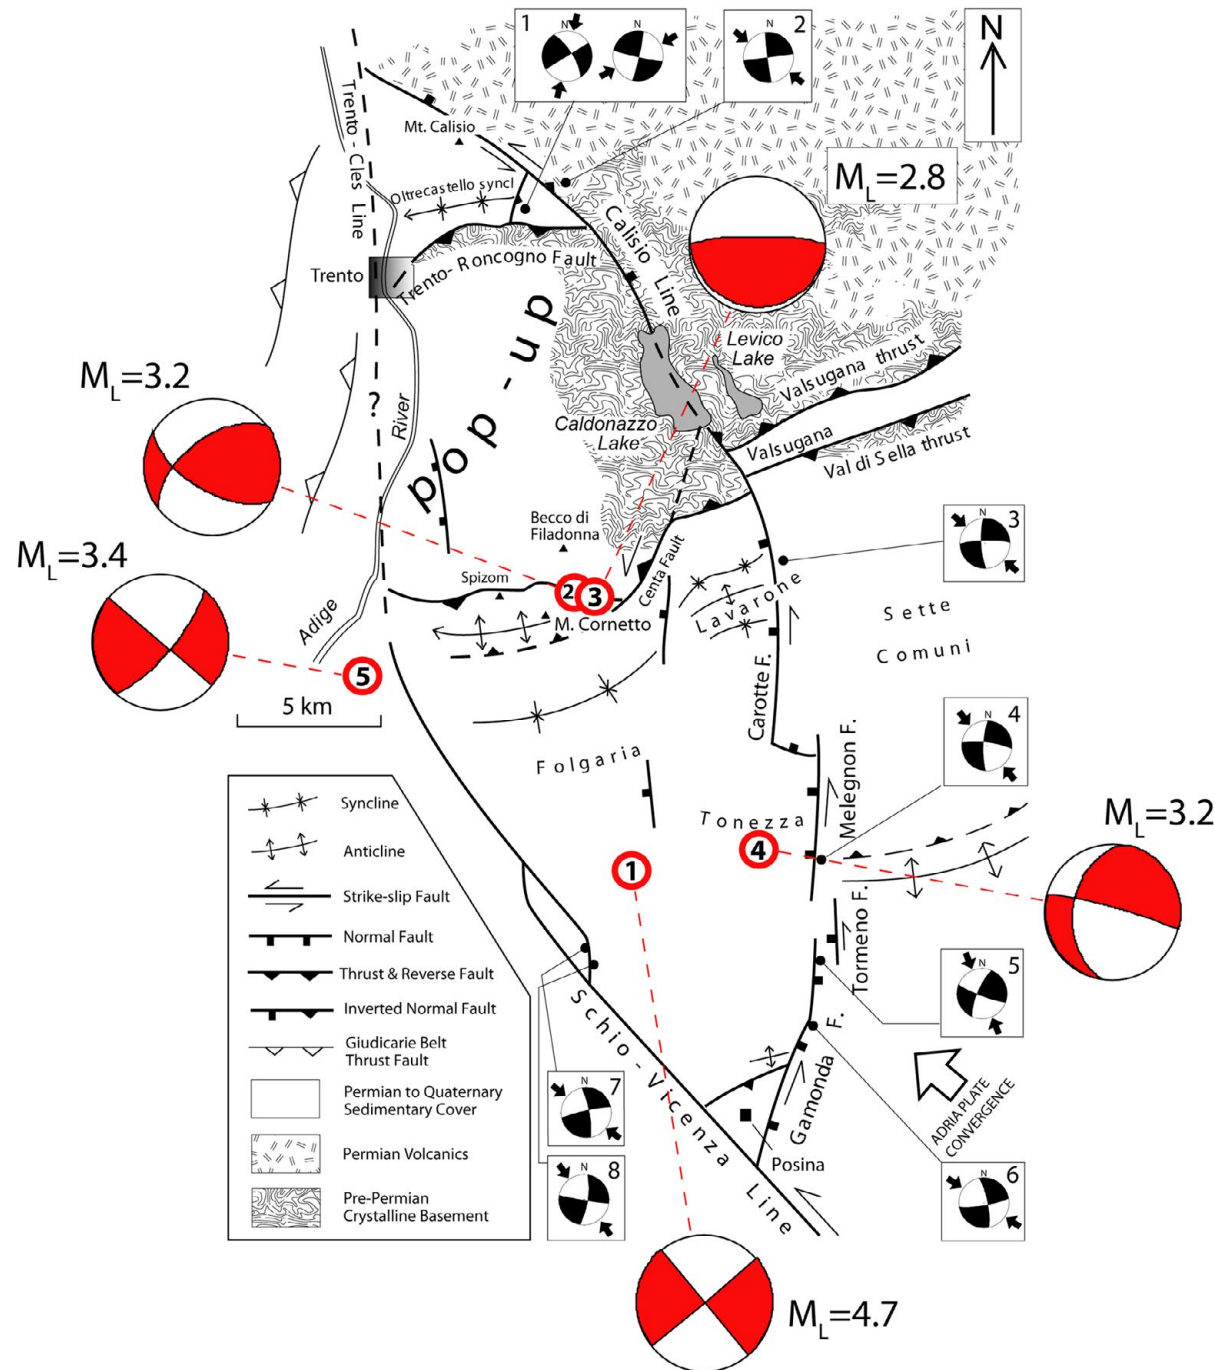 1
N
N
2
N
N
Trento - Cles Line
Mt. Calisio
Oltrecastello syncl
M_L=2.8
Calisio Line
Trento
Trento- Roncogno Fault
pop-up
Levico
Lake
Valsugana thrust
M_L=3.2
?
River
Caldonazzo
Lake
Valsugana
Val di Sella thrust
Becco di
Filadonna
3
N
M_L=3.4
Spizom
2
3
Centa Fault
Lavarone
Sette
Comuni
Adige
M. Cornetto
5
5 km
Carotte F.
4
N
Folgaria
Melegnon F.
Tonezza
M_L=3.2
4
1
Syncline
Anticline
Strike-slip Fault
Normal Fault
Thrust & Reverse Fault
Inverted Normal Fault
Giudicarie Belt
Thrust Fault
Permian to Quaternary
Sedimentary Cover
Permian Volcanics
Pre-Permian
Crystalline Basement
Tormeno F.
5
N
Schio-Vicenza Line
Gamonda F.
ADRIA PLATE
CONVERGENCE
7
N
Posina
8
N
6
N
M_L=4.7